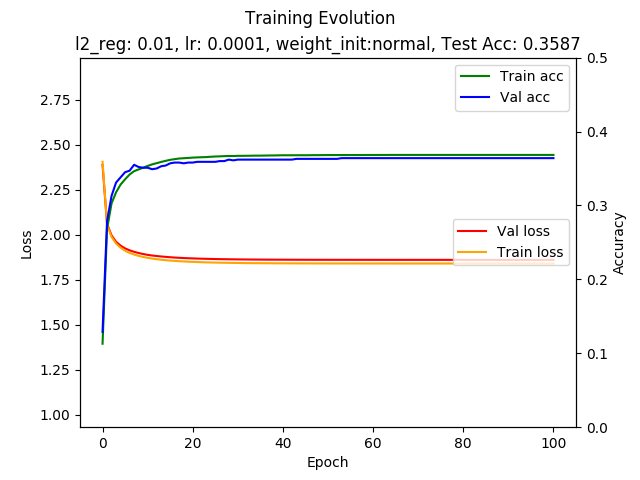 Training Evolution
l2_reg: 0.01, lr: 0.0001, weight_init:normal, Test Acc: 0.3587
Train acc
Val acc
Val loss
Train loss
2.75
2.50
2.25
2.00
1.75
1.50
1.25
1.00
Loss
0.5
0.4
0.3
0.2
0.1
0.0
Accuracy
0 20 40 60 80 100
Epoch